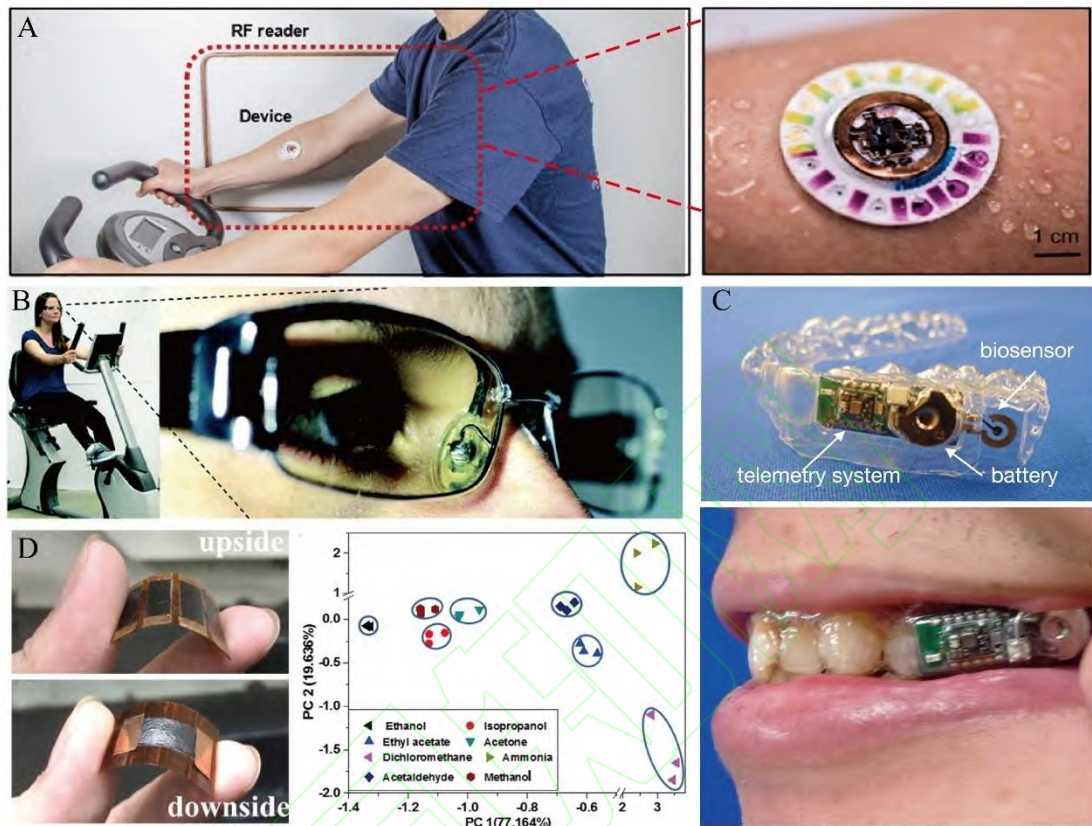 A
RF reader
Device
1 cm
B
C
biosensor
telemetry system
battery
D
upside
downside
2
1
0.0
-0.5
-1.0
-1.5
-2.0
PC 2 (19.636%)
Ethanol
Isopropanol
Ethyl acetate
Acetone
Dichloromethane
Ammonia
Acetaldehyde
Methanol
-1.4
-1.2
-1.0
-0.8
-0.6
2
3
PC 1(77.164%)